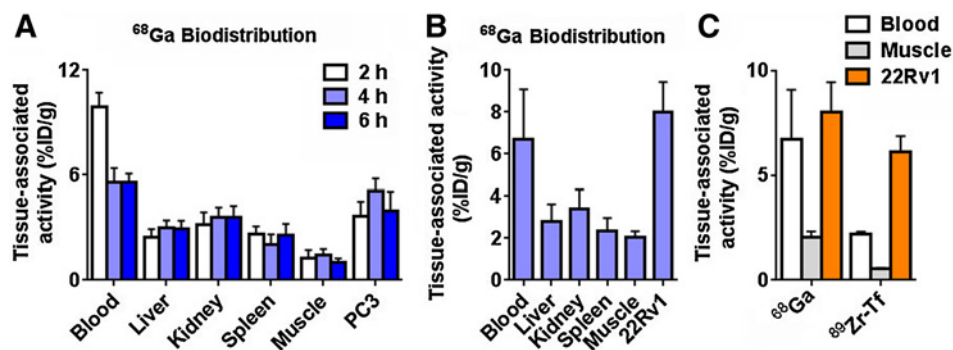 A
⁶⁸Ga Biodistribution
Tissue-associated
activity (%ID/g)
12
6
0
2 h
4 h
6 h
Blood
Liver
Kidney
Spleen
Muscle
PC3
B
⁶⁸Ga Biodistribution
Tissue-associated activity
(%ID/g)
10
8
6
4
2
0
Blood
Liver
Kidney
Spleen
Muscle
22Rv1
C
Blood
Muscle
22Rv1
Tissue-associated
activity (%ID/g)
10
5
0
⁶⁸Ga
⁸⁹Zr-Tf